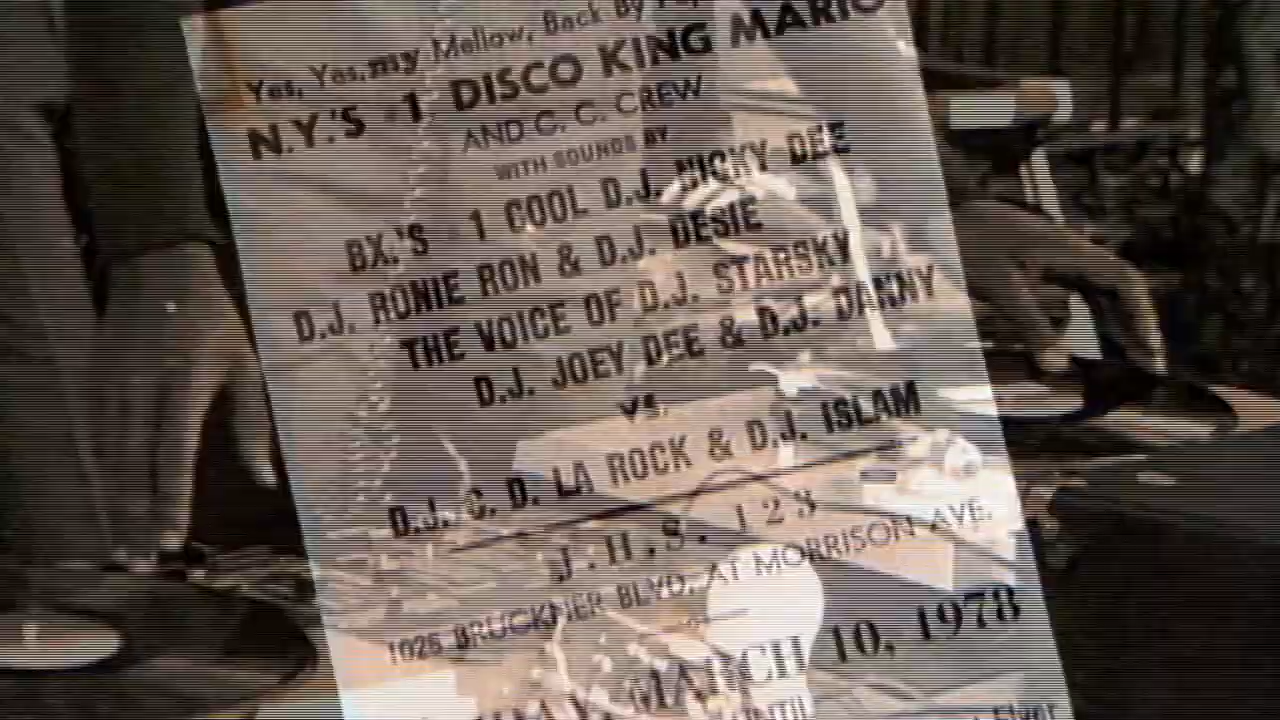 Yes, Yes, my Mellow, Back By
N.Y.'S #1 DISCO KING MARIO
AND C. C. CREW
WITH SOUNDS BY
BX.'S #1 COOL D.J. NICKY DEE
D.J. RONIE RON & D.J. DESIE
THE VOICE OF D.J. STARSKY
D.J. JOEY DEE & D.J. DANNY
vs.
D.J. C. D. LA ROCK & D.J. ISLAM
J.H.S. 123
1025 BRUCKNER BLVD. AT MORRISON AVE.
MARCH 10, 1978
UNTIL
Flyer